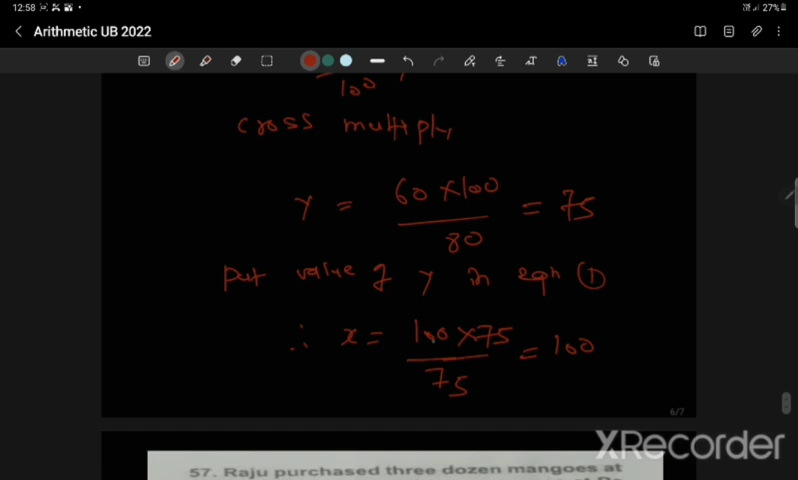 12:58 27%
Arithmetic UB 2022
100
cross multiply
Y = 60 × 100 / 80 = 75
Put value of y in eqn ①
∴ x = 100 × 75 / 75 = 100
6/7
XRecorder
57. Raju purchased three dozen mangoes at